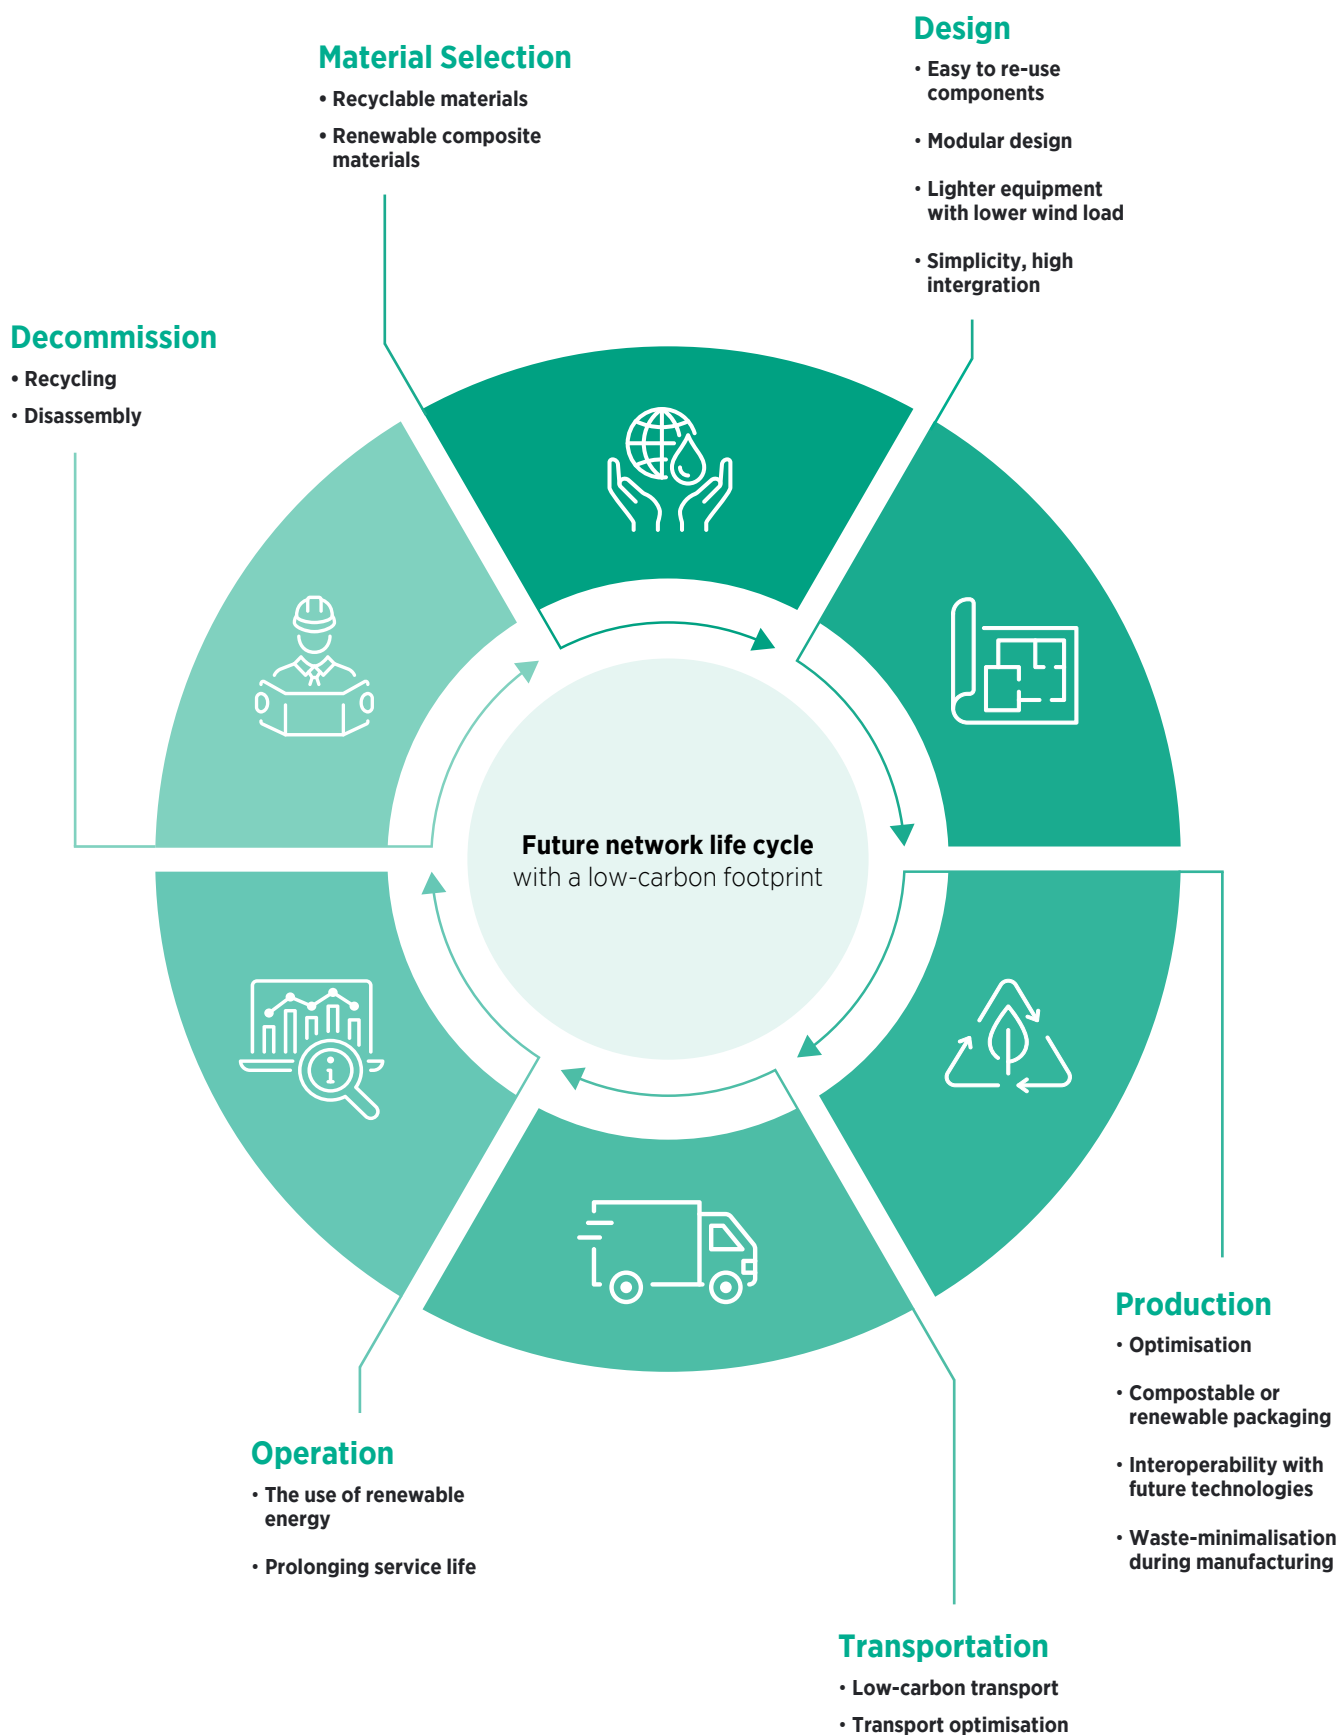 Material Selection
• Recyclable materials
• Renewable composite
materials
Design
• Easy to re-use
components
• Modular design
• Lighter equipment
with lower wind load
• Simplicity, high
intergration
Decommission
• Recycling
• Disassembly
Future network life cycle
with a low-carbon footprint
i
Production
• Optimisation
• Compostable or
renewable packaging
• Interoperability with
future technologies
• Waste-minimalisation
during manufacturing
Operation
• The use of renewable
energy
• Prolonging service life
Transportation
• Low-carbon transport
• Transport optimisation